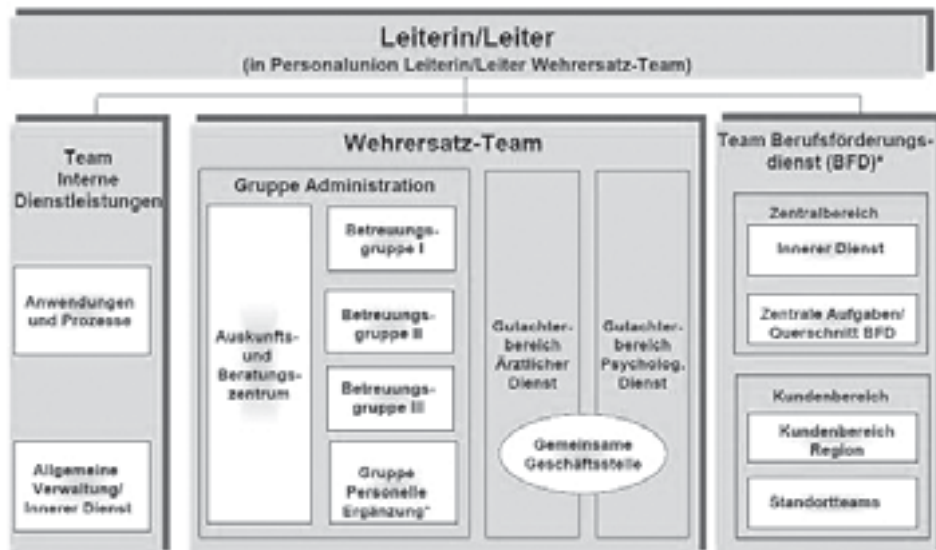 Leiterin/Leiter
(in Personalunion Leiterin/Leiter Wehrersatz-Team)
Team
Interne
Dienstleistungen
Anwendungen
und Prozesse
Allgemeine
Verwaltung/
Innerer Dienst
Wehrersatz-Team
Gruppe Administration
Auskunfts-
und
Beratungs-
zentrum
Betreuungs-
gruppe I
Betreuungs-
gruppe II
Betreuungs-
gruppe III
Gruppe
Personelle
Ergänzung*
Gutachter-
bereich
Ärztlicher
Dienst
Gutachter-
bereich
Psycholog.
Dienst
Gemeinsame
Geschäftsstelle
Team Berufsförderungs-
dienst (BFD)*
Zentralbereich
Innerer Dienst
Zentrale Aufgaben/
Querschnitt BFD
Kundenbereich
Kundenbereich
Region
Standortteams